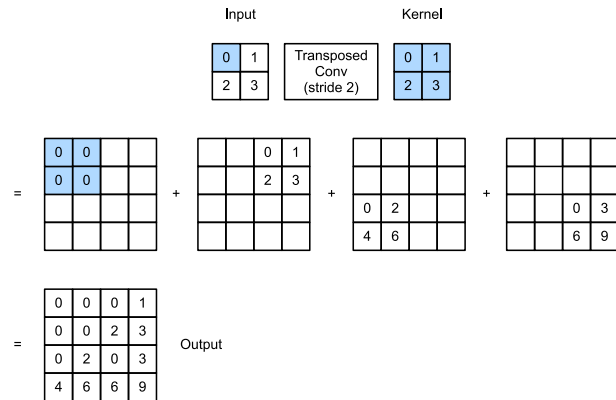 Input Kernel
0 1 Transposed 0 1
Conv
2 3 (stride 2) 2 3
0 0 0 1
0 0 2 3
= + + +
0 2 0 3
4 6 6 9
0 0 0 1
0 0 2 3
= Output
0 2 0 3
4 6 6 9